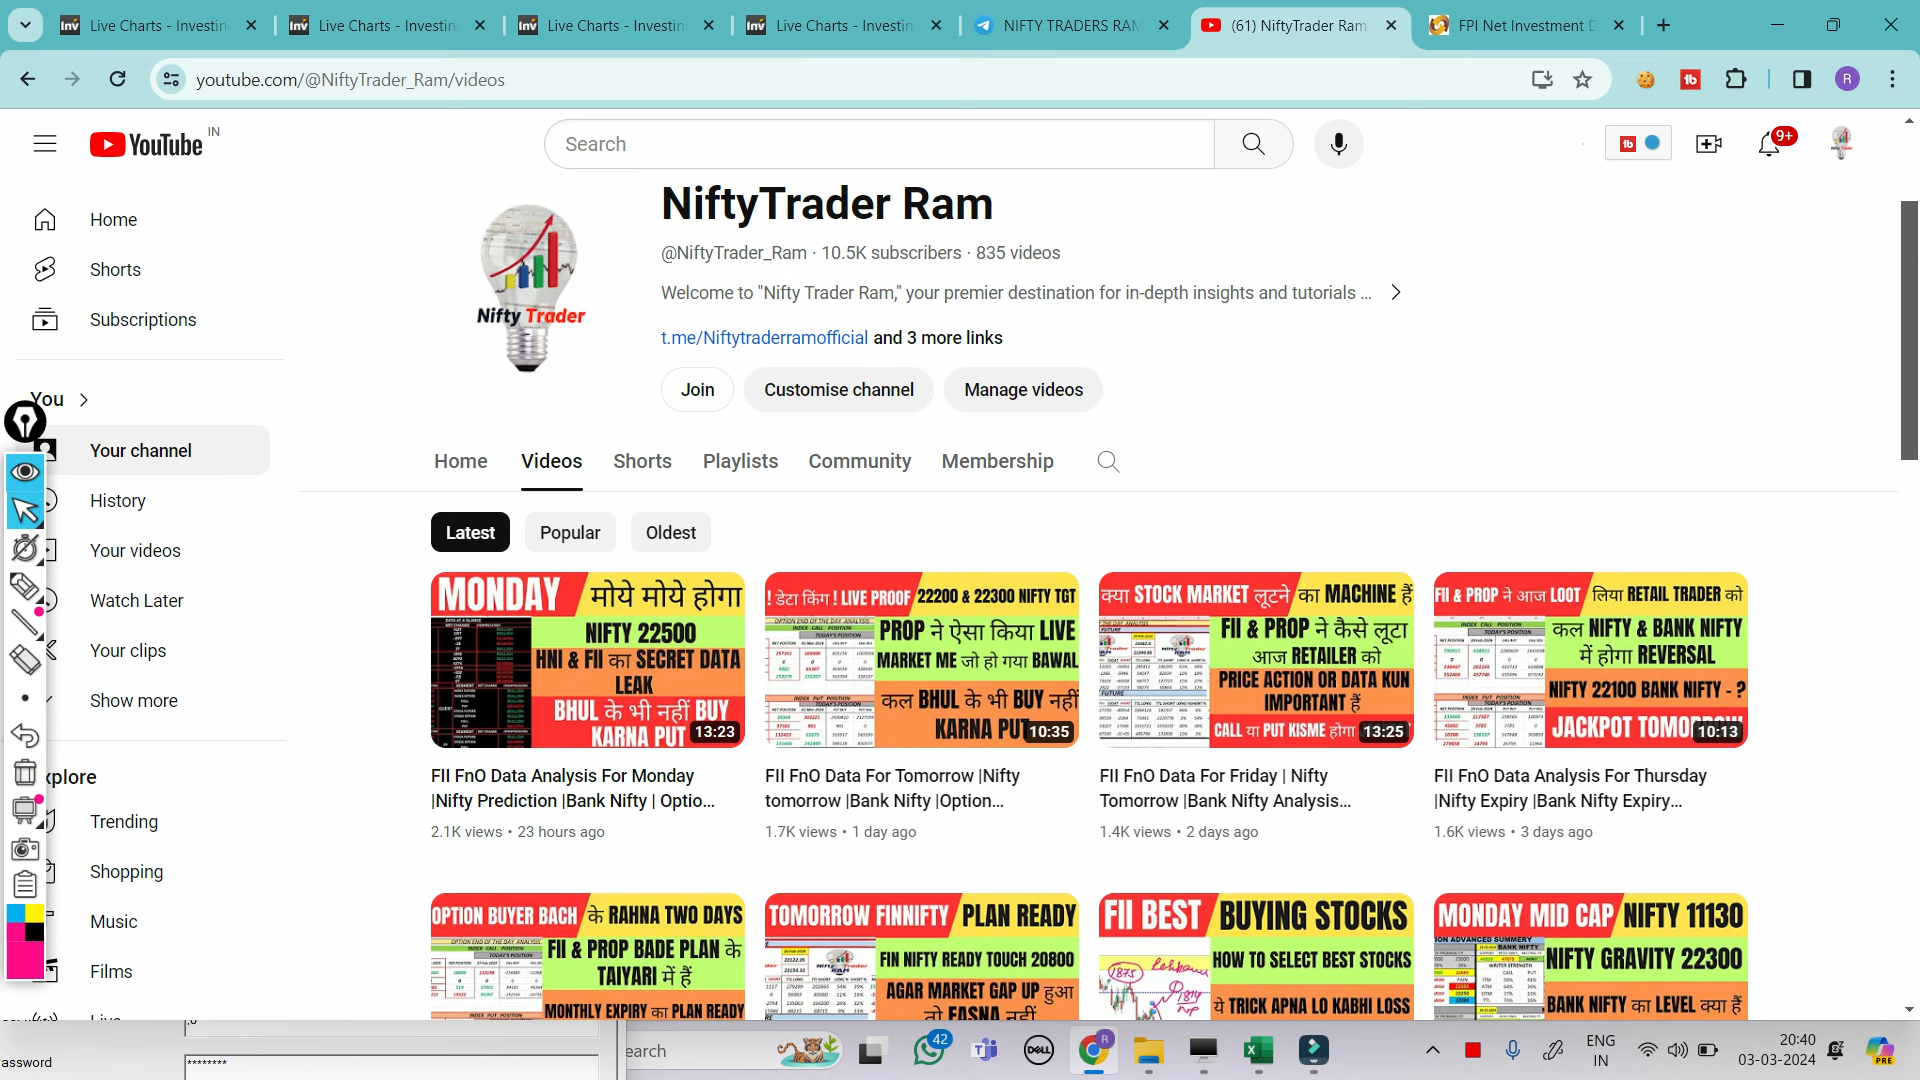 Live Charts - Investin
Live Charts - Investin
Live Charts - Investin
Live Charts - Investin
NIFTY TRADERS RAM
(61) NiftyTrader Ram
FPI Net Investment D
youtube.com/@NiftyTrader_Ram/videos
YouTube IN
Search
9+
Home
Shorts
Subscriptions
You
Your channel
History
Your videos
Watch Later
Your clips
Show more
xplore
Trending
Shopping
Music
Films
NiftyTrader Ram
@NiftyTrader_Ram · 10.5K subscribers · 835 videos
Welcome to "Nifty Trader Ram," your premier destination for in-depth insights and tutorials ...
t.me/Niftytraderramofficial and 3 more links
Nifty Trader
Join
Customise channel
Manage videos
Home
Videos
Shorts
Playlists
Community
Membership
Latest
Popular
Oldest
MONDAY मोये मोये होगा
NIFTY 22500
HNI & FII का SECRET DATA
LEAK
BHUL के भी नहीं BUY
KARNA PUT
13:23
FII FnO Data Analysis For Monday
|Nifty Prediction |Bank Nifty | Optio...
2.1K views • 23 hours ago
! डेटा किंग ! LIVE PROOF 22200 & 22300 NIFTY TGT
PROP ने ऐसा किया LIVE
MARKET ME जो हो गया BAWAL
कल BHUL के भी BUY नहीं
KARNA PUT
10:35
FII FnO Data For Tomorrow |Nifty
tomorrow |Bank Nifty |Option...
1.7K views • 1 day ago
क्या STOCK MARKET लूटने का MACHINE हैं
FII & PROP ने कैसे लूटा
आज RETAILER को
PRICE ACTION OR DATA KUN
IMPORTANT हैं
CALL या PUT KISME होगा
13:25
FII FnO Data For Friday | Nifty
Tomorrow |Bank Nifty Analysis...
1.4K views • 2 days ago
FII & PROP ने आज LOOT लिया RETAIL TRADER को
कल NIFTY & BANK NIFTY
में होगा REVERSAL
NIFTY 22100 BANK NIFTY - ?
JACKPOT TOMORROW
10:13
FII FnO Data Analysis For Thursday
|Nifty Expiry |Bank Nifty Expiry...
1.6K views • 3 days ago
OPTION BUYER BACH के RAHNA TWO DAYS
FII & PROP BADE PLAN के
TAIYARI में हैं
MONTHLY EXPIRY का PLAN READY
TOMORROW FINNIFTY PLAN READY
FIN NIFTY READY TOUCH 20800
AGAR MARKET GAP UP हुआ
तो FASNA नहीं
FII BEST BUYING STOCKS
HOW TO SELECT BEST STOCKS
ये TRICK APNA LO KABHI LOSS
MONDAY MID CAP NIFTY 11130
NIFTY GRAVITY 22300
BANK NIFTY का LEVEL क्या हैं
assword
********
earch
42
DELL
ENG
IN
20:40
03-03-2024
PRE